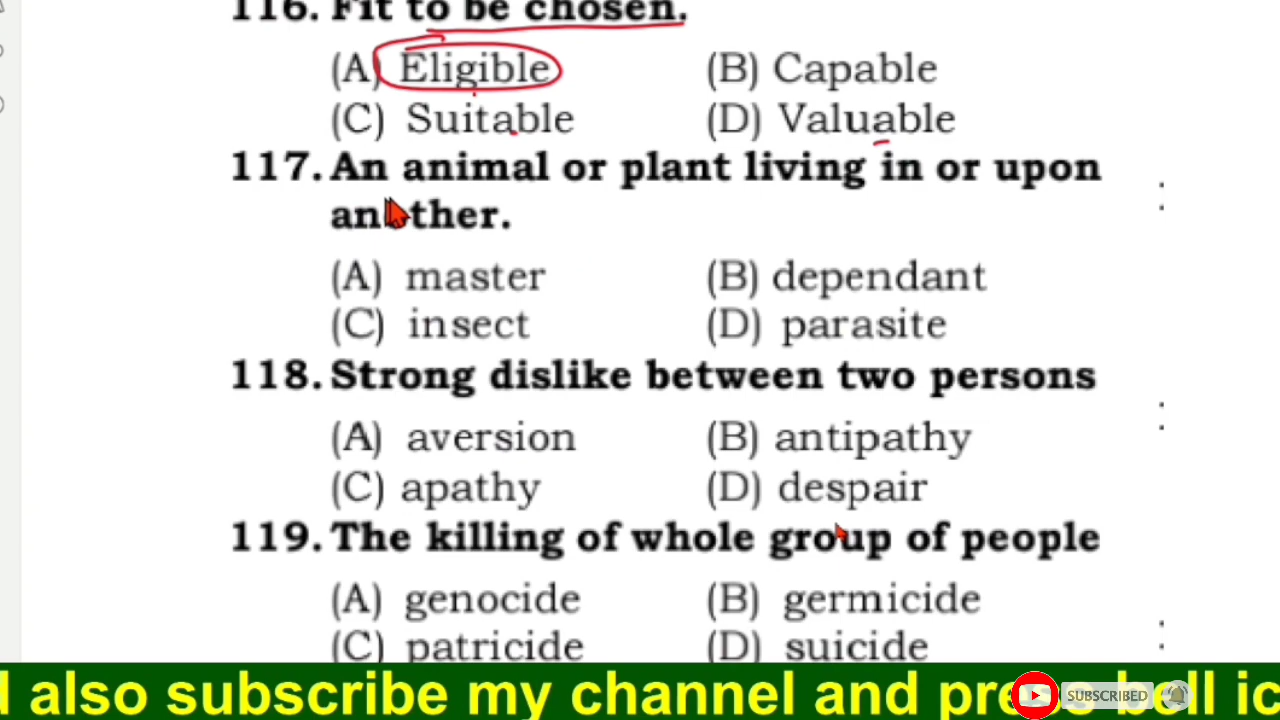 116. Fit to be chosen.
(A) Eligible (B) Capable
(C) Suitable (D) Valuable
117. An animal or plant living in or upon
another.
(A) master (B) dependant
(C) insect (D) parasite
118. Strong dislike between two persons
(A) aversion (B) antipathy
(C) apathy (D) despair
119. The killing of whole group of people
(A) genocide (B) germicide
(C) patricide (D) suicide
also subscribe my channel and bell
SUBSCRIBED